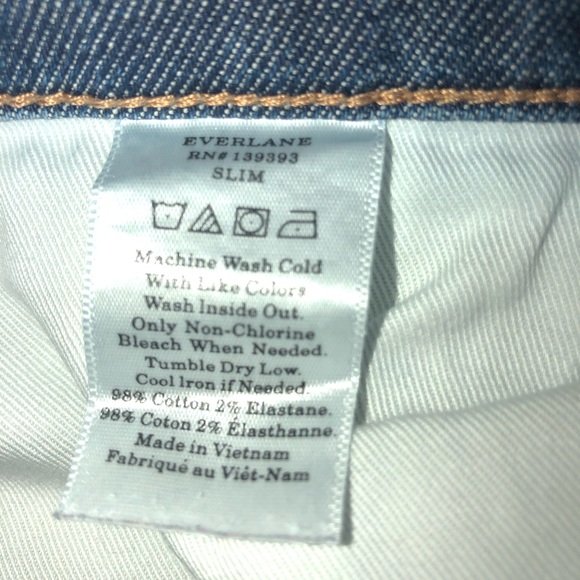 EVERLANE
RN# 139393
SLIM
Machine Wash Cold
With Like Colors
Wash Inside Out.
Only Non-Chlorine
Bleach When Needed.
Tumble Dry Low.
Cool Iron if Needed.
98% Cotton 2% Elastane.
98% Coton 2% Élasthanne.
Made in Vietnam
Fabriqué au Viêt-Nam